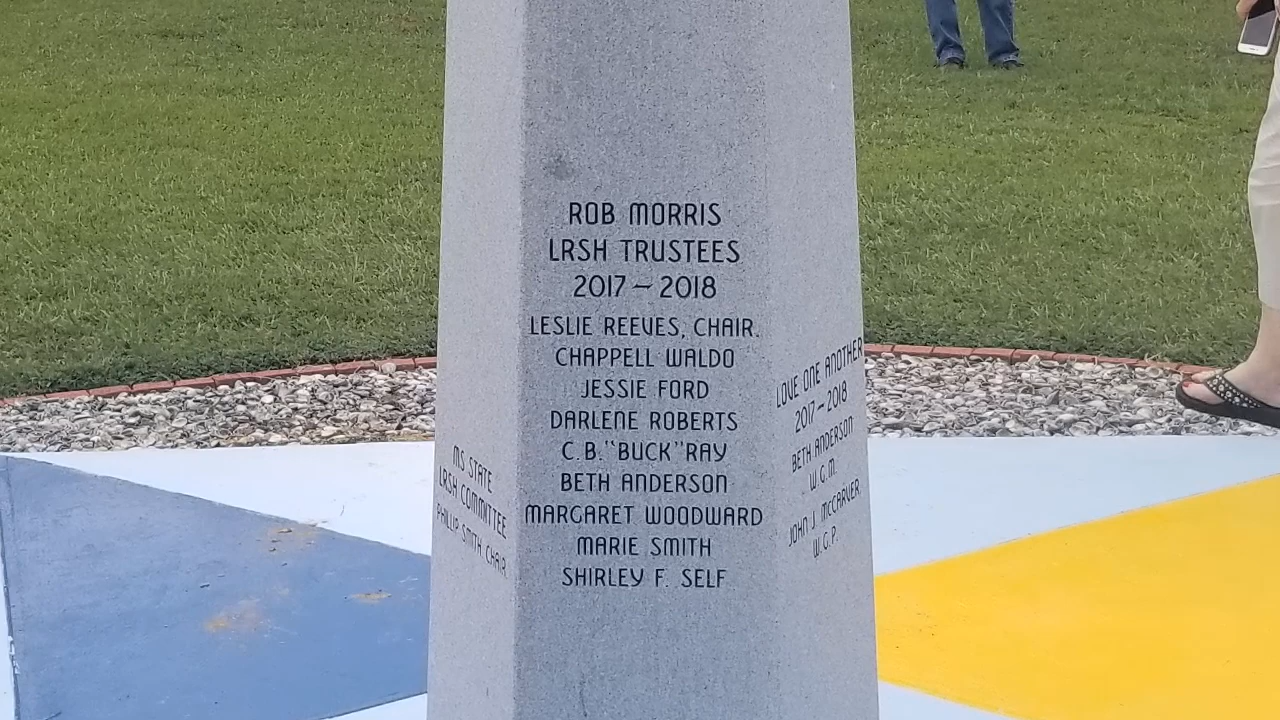 ROB MORRIS
LRSH TRUSTEES
2017 – 2018
LESLIE REEVES, CHAIR.
CHAPPELL WALDO
JESSIE FORD
DARLENE ROBERTS
C.B. "BUCK" RAY
BETH ANDERSON
MARGARET WOODWARD
MARIE SMITH
SHIRLEY F. SELF
MS STATE
LRSH COMMITTEE
PHILLIP SMITH CHAIR.
LOVE ONE ANOTHER
2017 – 2018
BETH ANDERSON
W.G.M.
JOHN J. MCCARVER
W.G.P.